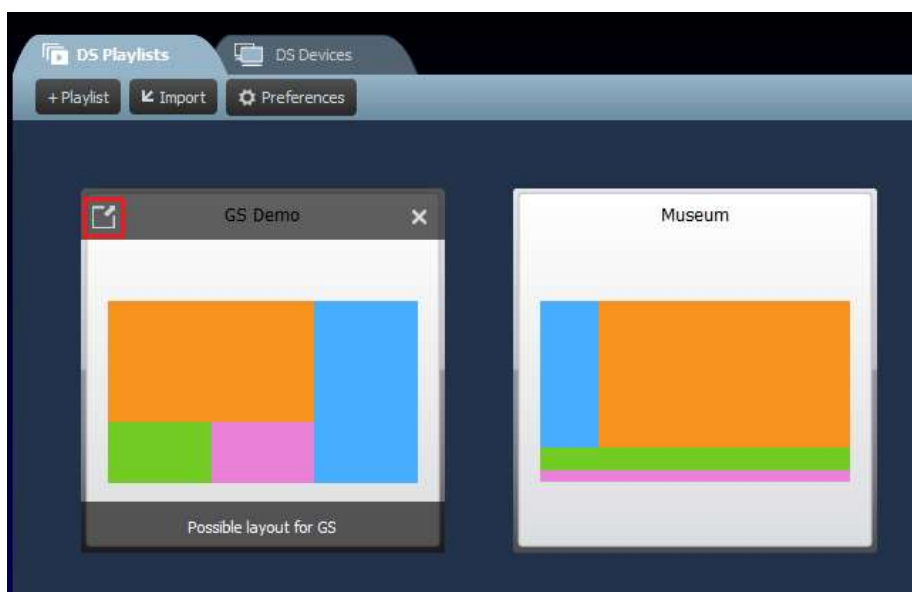 DS Playlists
DS Devices
+ Playlist
Import
Preferences
GS Demo
Museum
Possible layout for GS